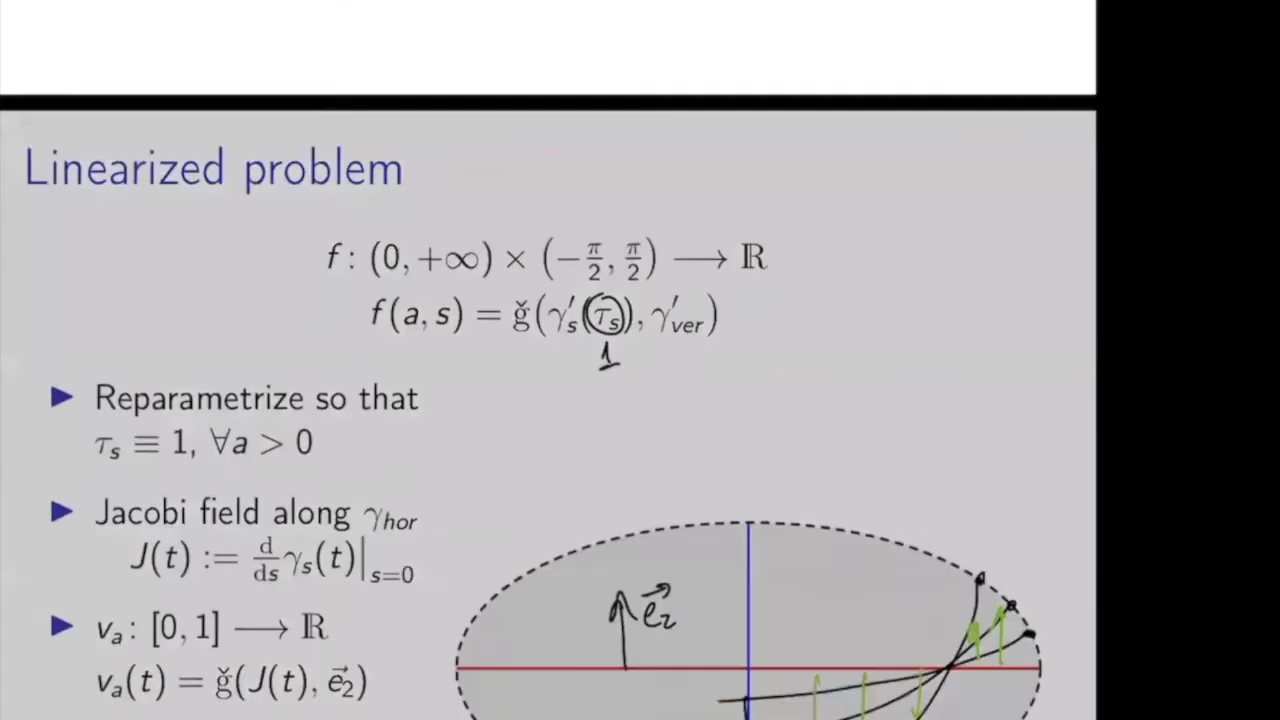 Linearized problem
f : (0, +∞) × (−π/2, π/2) ⟶ ℝ
f(a, s) = ğ(γ′ₛ(τₛ), γ′ᵥₑᵣ)
1
▶ Reparametrize so that
τₛ ≡ 1, ∀a > 0
▶ Jacobi field along γₕₒᵣ
J(t) := d/ds γₛ(t)|ₛ₌₀
e⃗₂
▶ vₐ : [0, 1] ⟶ ℝ
vₐ(t) = ğ(J(t), e⃗₂)